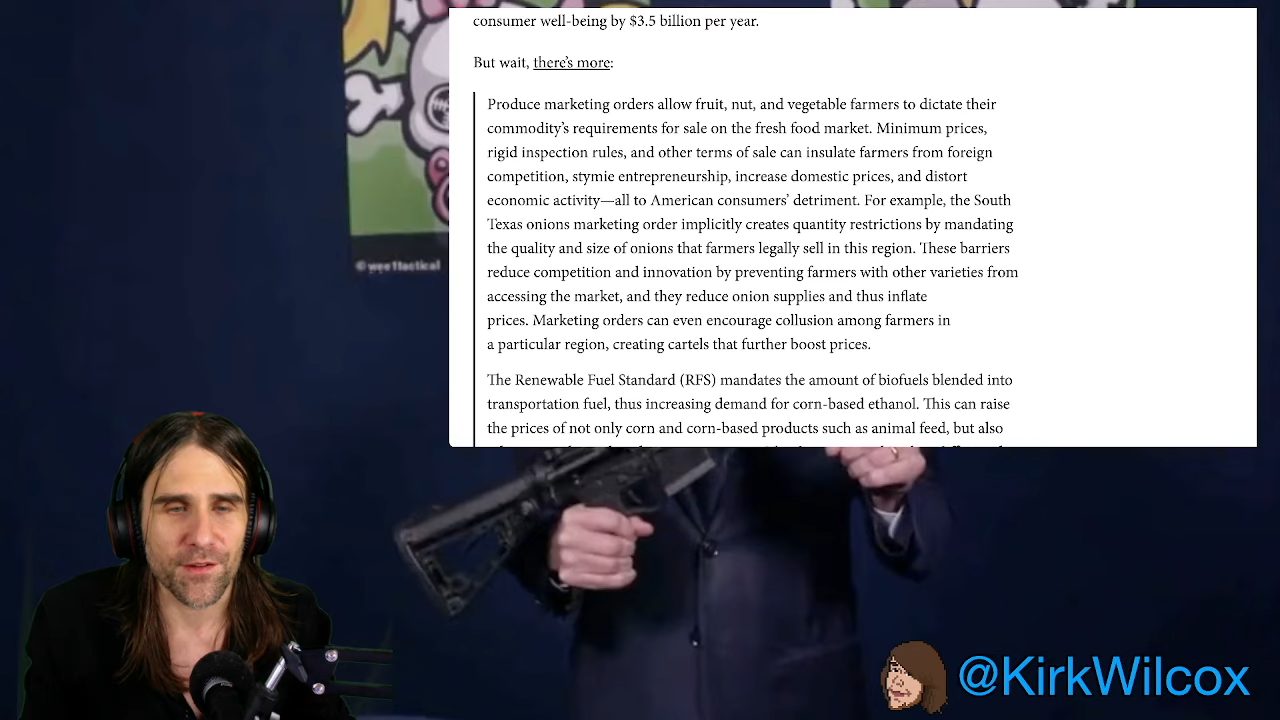 consumer well-being by $3.5 billion per year.
But wait, there's more:
Produce marketing orders allow fruit, nut, and vegetable farmers to dictate their
commodity's requirements for sale on the fresh food market. Minimum prices,
rigid inspection rules, and other terms of sale can insulate farmers from foreign
competition, stymie entrepreneurship, increase domestic prices, and distort
economic activity—all to American consumers' detriment. For example, the South
Texas onions marketing order implicitly creates quantity restrictions by mandating
the quality and size of onions that farmers legally sell in this region. These barriers
reduce competition and innovation by preventing farmers with other varieties from
accessing the market, and they reduce onion supplies and thus inflate
prices. Marketing orders can even encourage collusion among farmers in
a particular region, creating cartels that further boost prices.
The Renewable Fuel Standard (RFS) mandates the amount of biofuels blended into
transportation fuel, thus increasing demand for corn-based ethanol. This can raise
the prices of not only corn and corn-based products such as animal feed, but also
© wee1tactical
@KirkWilcox